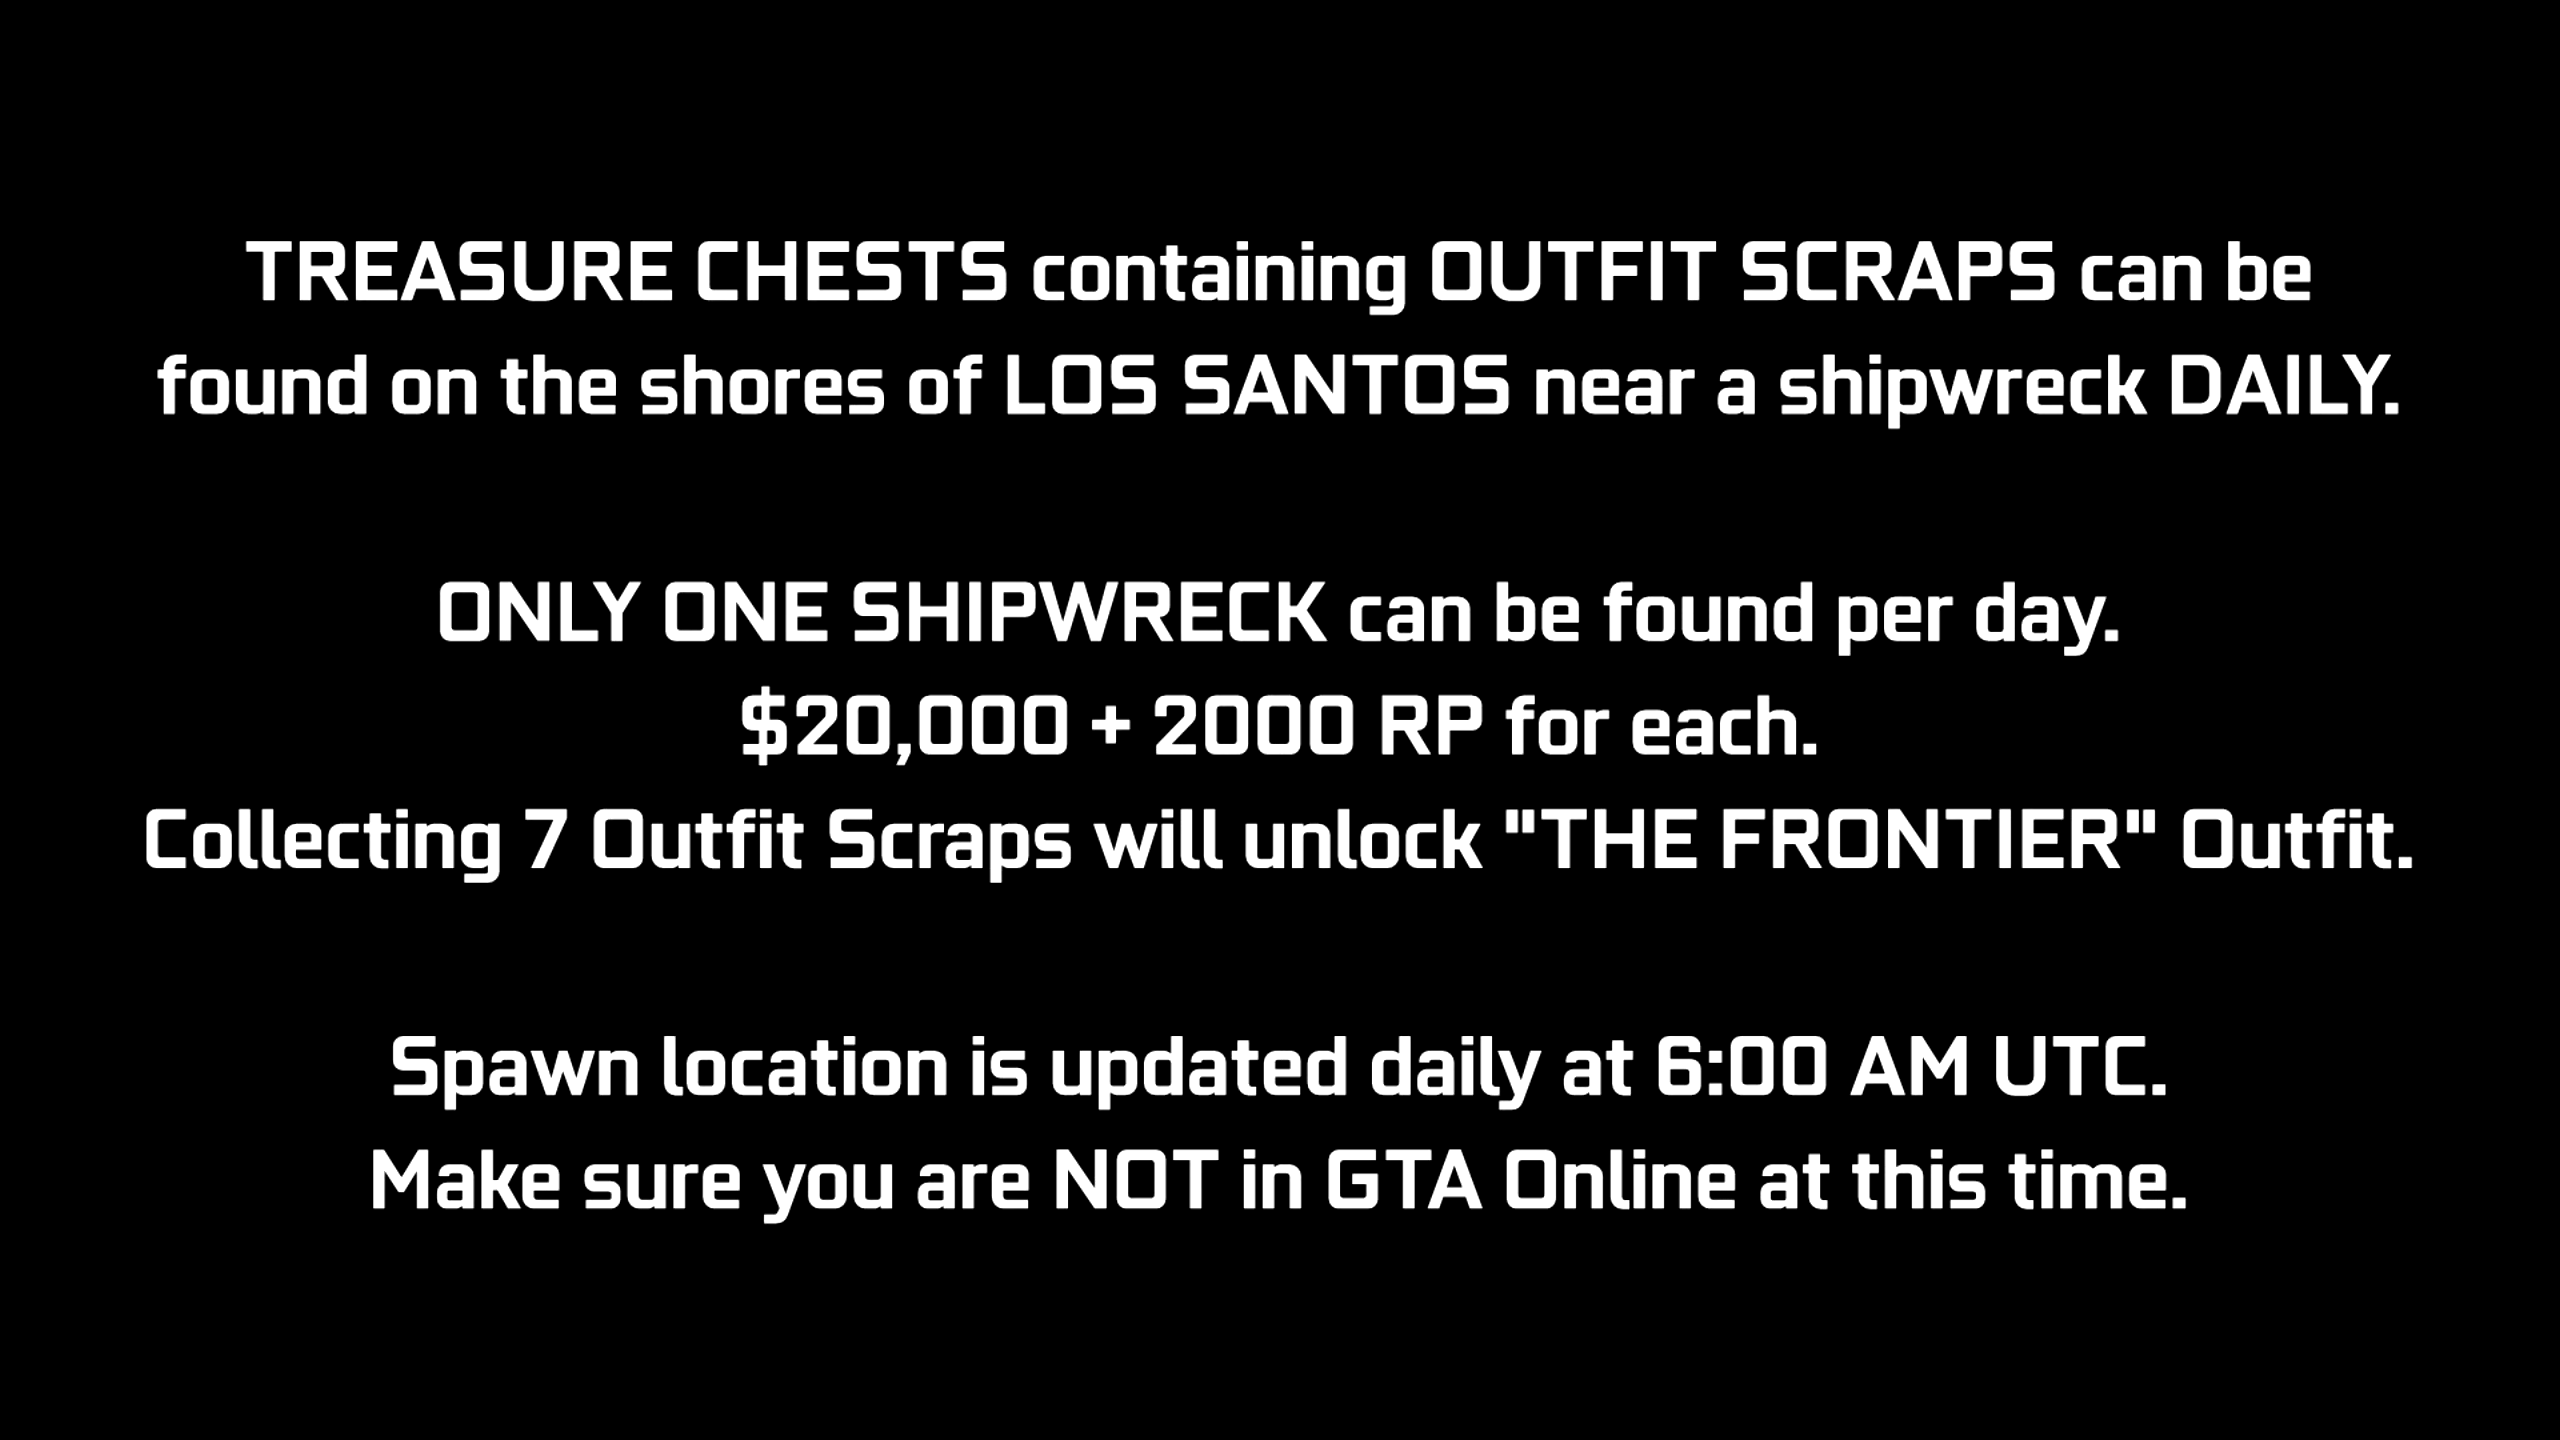 TREASURE CHESTS containing OUTFIT SCRAPS can be
found on the shores of LOS SANTOS near a shipwreck DAILY.
ONLY ONE SHIPWRECK can be found per day.
$20,000 + 2000 RP for each.
Collecting 7 Outfit Scraps will unlock "THE FRONTIER" Outfit.
Spawn location is updated daily at 6:00 AM UTC.
Make sure you are NOT in GTA Online at this time.